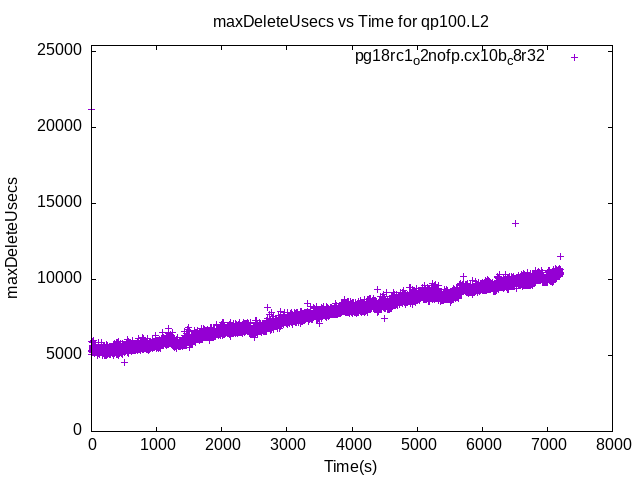 maxDeleteUsecs vs Time for qp100.L2
pg18rc1o2nofp.cx10bc8r32
25000
20000
15000
10000
5000
0
maxDeleteUsecs
0 1000 2000 3000 4000 5000 6000 7000 8000
Time(s)